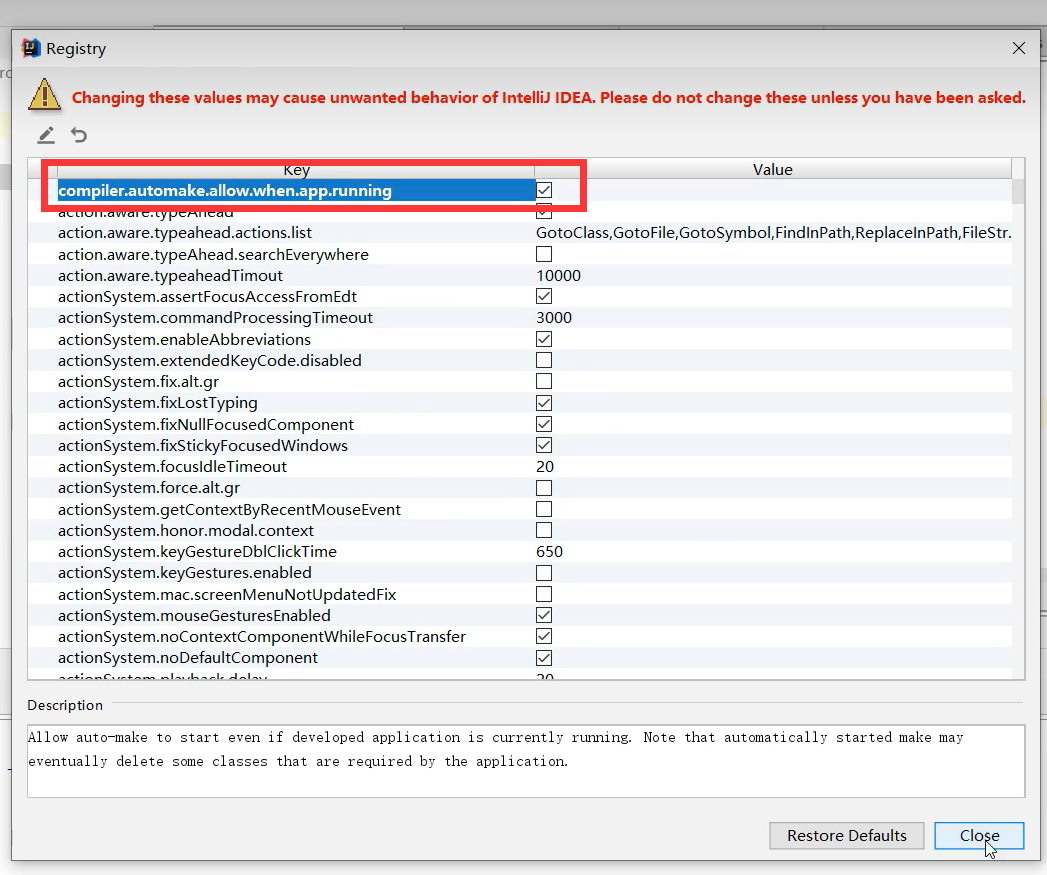 Registry
Changing these values may cause unwanted behavior of IntelliJ IDEA. Please do not change these unless you have been asked.
Key Value
compiler.automake.allow.when.app.running
action.aware.typeAhead
action.aware.typeahead.actions.list GotoClass,GotoFile,GotoSymbol,FindInPath,ReplaceInPath,FileStr.
action.aware.typeAhead.searchEverywhere
action.aware.typeaheadTimout 10000
actionSystem.assertFocusAccessFromEdt
actionSystem.commandProcessingTimeout 3000
actionSystem.enableAbbreviations
actionSystem.extendedKeyCode.disabled
actionSystem.fix.alt.gr
actionSystem.fixLostTyping
actionSystem.fixNullFocusedComponent
actionSystem.fixStickyFocusedWindows
actionSystem.focusIdleTimeout 20
actionSystem.force.alt.gr
actionSystem.getContextByRecentMouseEvent
actionSystem.honor.modal.context
actionSystem.keyGestureDblClickTime 650
actionSystem.keyGestures.enabled
actionSystem.mac.screenMenuNotUpdatedFix
actionSystem.mouseGesturesEnabled
actionSystem.noContextComponentWhileFocusTransfer
actionSystem.noDefaultComponent
actionSystem.playback.delay 20
Description
Allow auto-make to start even if developed application is currently running. Note that automatically started make may
eventually delete some classes that are required by the application.
Restore Defaults Close